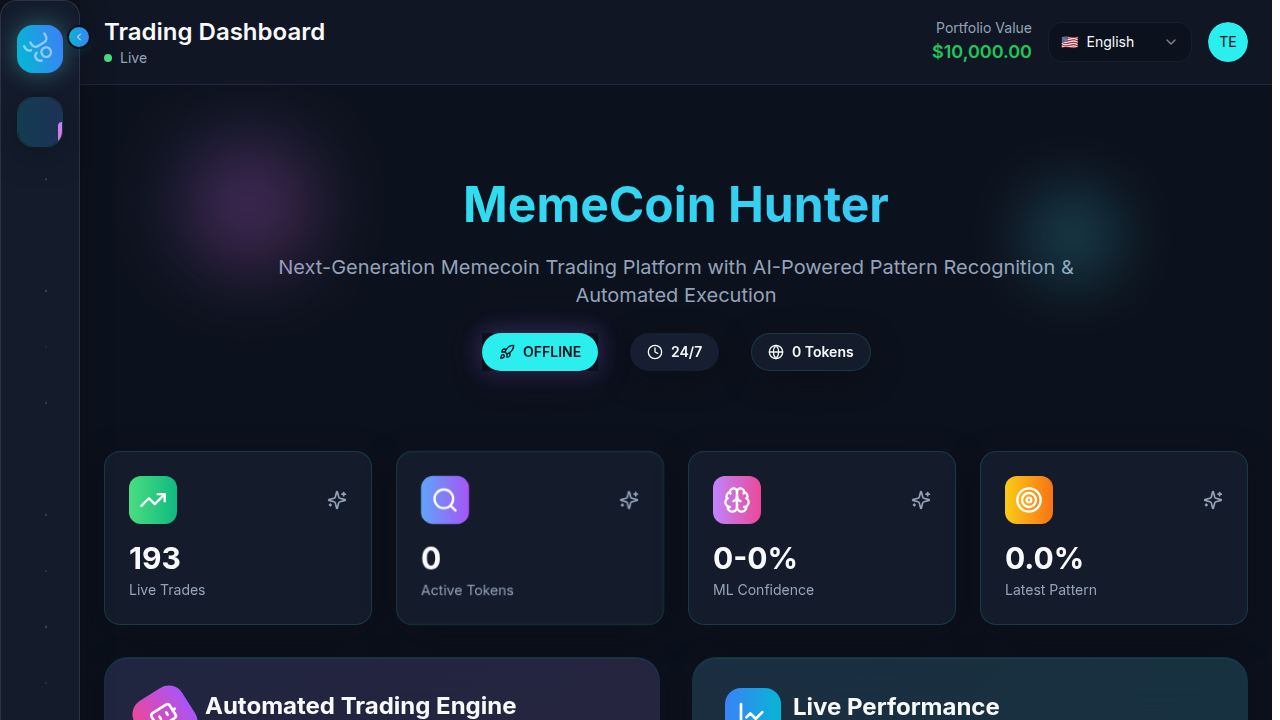 Trading Dashboard
Live
Portfolio Value
$10,000.00
English
TE
MemeCoin Hunter
Next-Generation Memecoin Trading Platform with AI-Powered Pattern Recognition &
Automated Execution
OFFLINE
24/7
0 Tokens
193
Live Trades
0
Active Tokens
0-0%
ML Confidence
0.0%
Latest Pattern
Automated Trading Engine
Live Performance